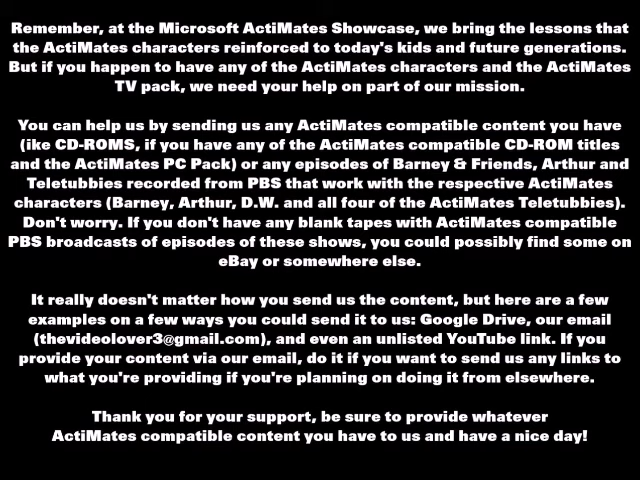 Remember, at the Microsoft ActiMates Showcase, we bring the lessons that
the ActiMates characters reinforced to today's kids and future generations.
But if you happen to have any of the ActiMates characters and the ActiMates
TV pack, we need your help on part of our mission.
You can help us by sending us any ActiMates compatible content you have
(ike CD-ROMS, if you have any of the ActiMates compatible CD-ROM titles
and the ActiMates PC Pack) or any episodes of Barney & Friends, Arthur and
Teletubbies recorded from PBS that work with the respective ActiMates
characters (Barney, Arthur, D.W. and all four of the ActiMates Teletubbies).
Don't worry. If you don't have any blank tapes with ActiMates compatible
PBS broadcasts of episodes of these shows, you could possibly find some on
eBay or somewhere else.
It really doesn't matter how you send us the content, but here are a few
examples on a few ways you could send it to us: Google Drive, our email
(thevideolover3@gmail.com), and even an unlisted YouTube link. If you
provide your content via our email, do it if you want to send us any links to
what you're providing if you're planning on doing it from elsewhere.
Thank you for your support, be sure to provide whatever
ActiMates compatible content you have to us and have a nice day!